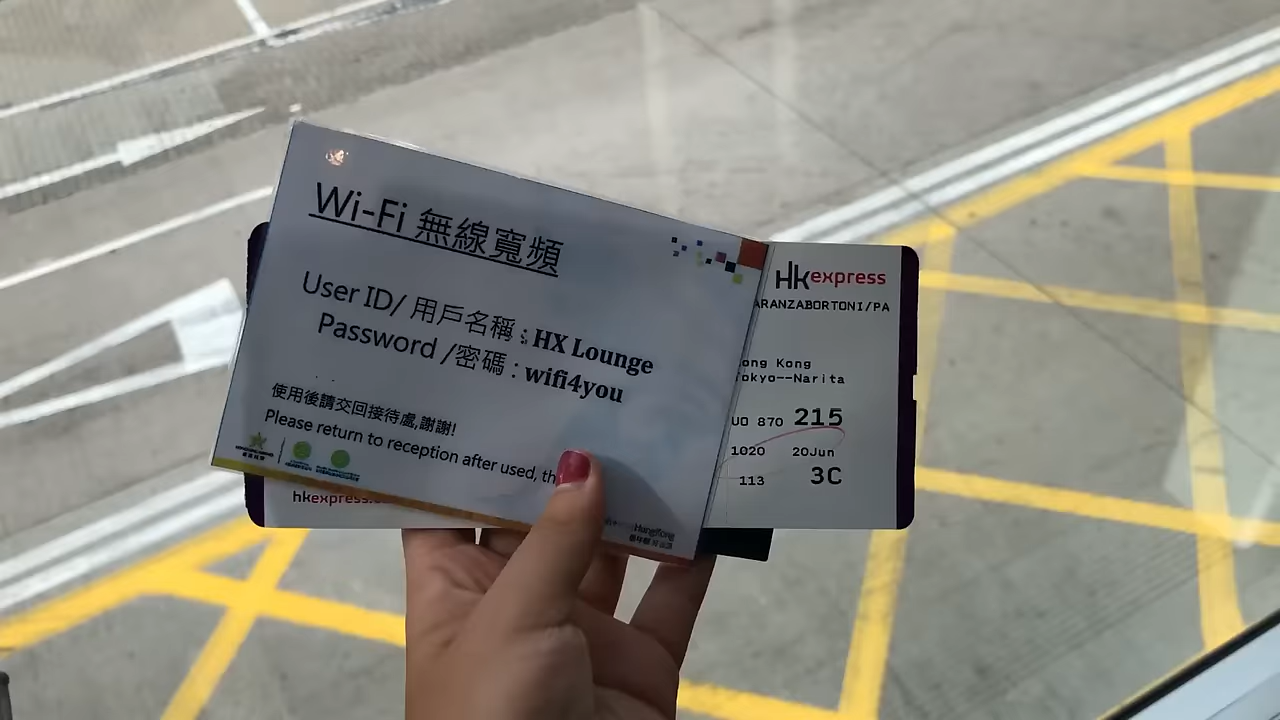 Wi-Fi 無線寬頻
User ID/ 用戶名稱 : HX Lounge
Password /密碼 : wifi4you
使用後請交回接待處,謝謝!
Please return to reception after used,
hkexpress
ARANZABORTONI/PA
ong Kong
okyo--Narita
UO 870 215
1020 20Jun
113 3C
hkexpress.